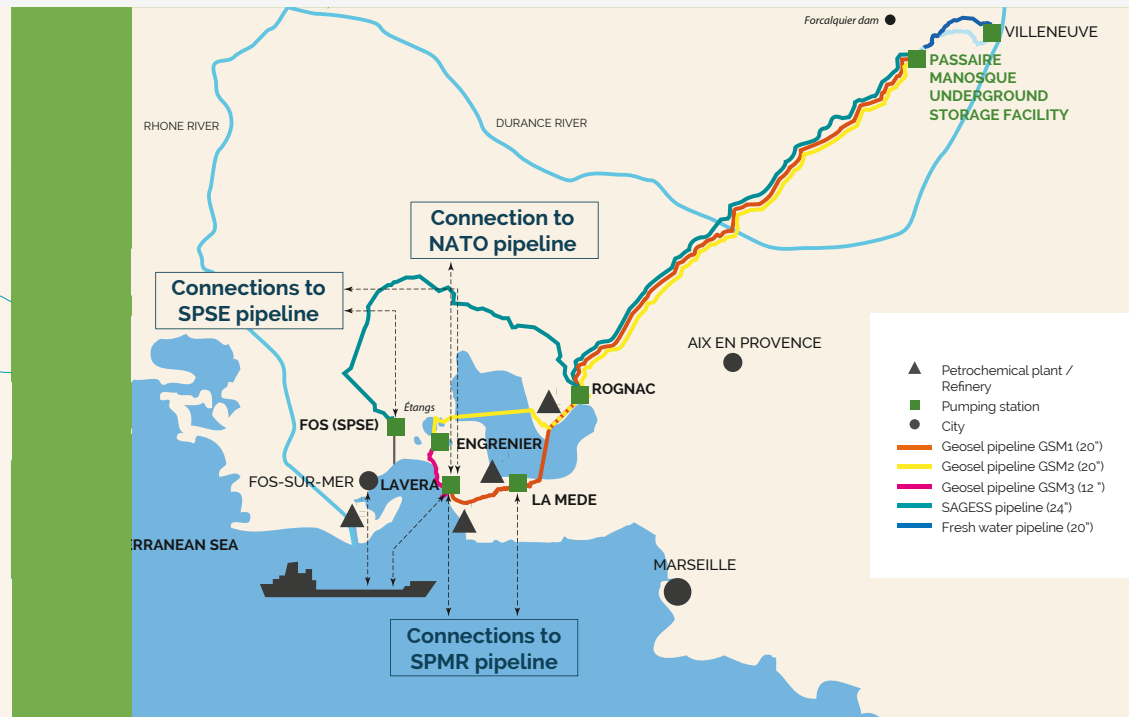 Forcalquier dam
VILLENEUVE
PASSAIRE
MANOSQUE
UNDERGROUND
STORAGE FACILITY
RHONE RIVER
DURANCE RIVER
Connection to
NATO pipeline
Connections to
SPSE pipeline
AIX EN PROVENCE
ROGNAC
Étangs
FOS (SPSE)
ENGRENIER
FOS-SUR-MER
LAVERA
LA MEDE
ERRANEAN SEA
MARSEILLE
Connections to
SPMR pipeline
Petrochemical plant /
Refinery
Pumping station
City
Geosel pipeline GSM1 (20")
Geosel pipeline GSM2 (20")
Geosel pipeline GSM3 (12 ")
SAGESS pipeline (24")
Fresh water pipeline (20")